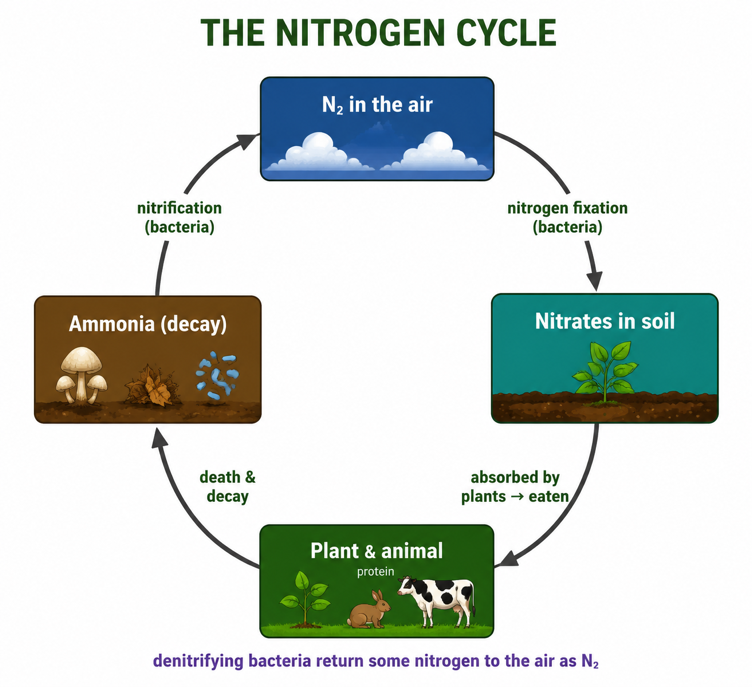 THE NITROGEN CYCLE
N₂ in the air
nitrification
(bacteria)
nitrogen fixation
(bacteria)
Ammonia (decay)
Nitrates in soil
death &
decay
absorbed by
plants → eaten
Plant & animal
protein
denitrifying bacteria return some nitrogen to the air as N₂